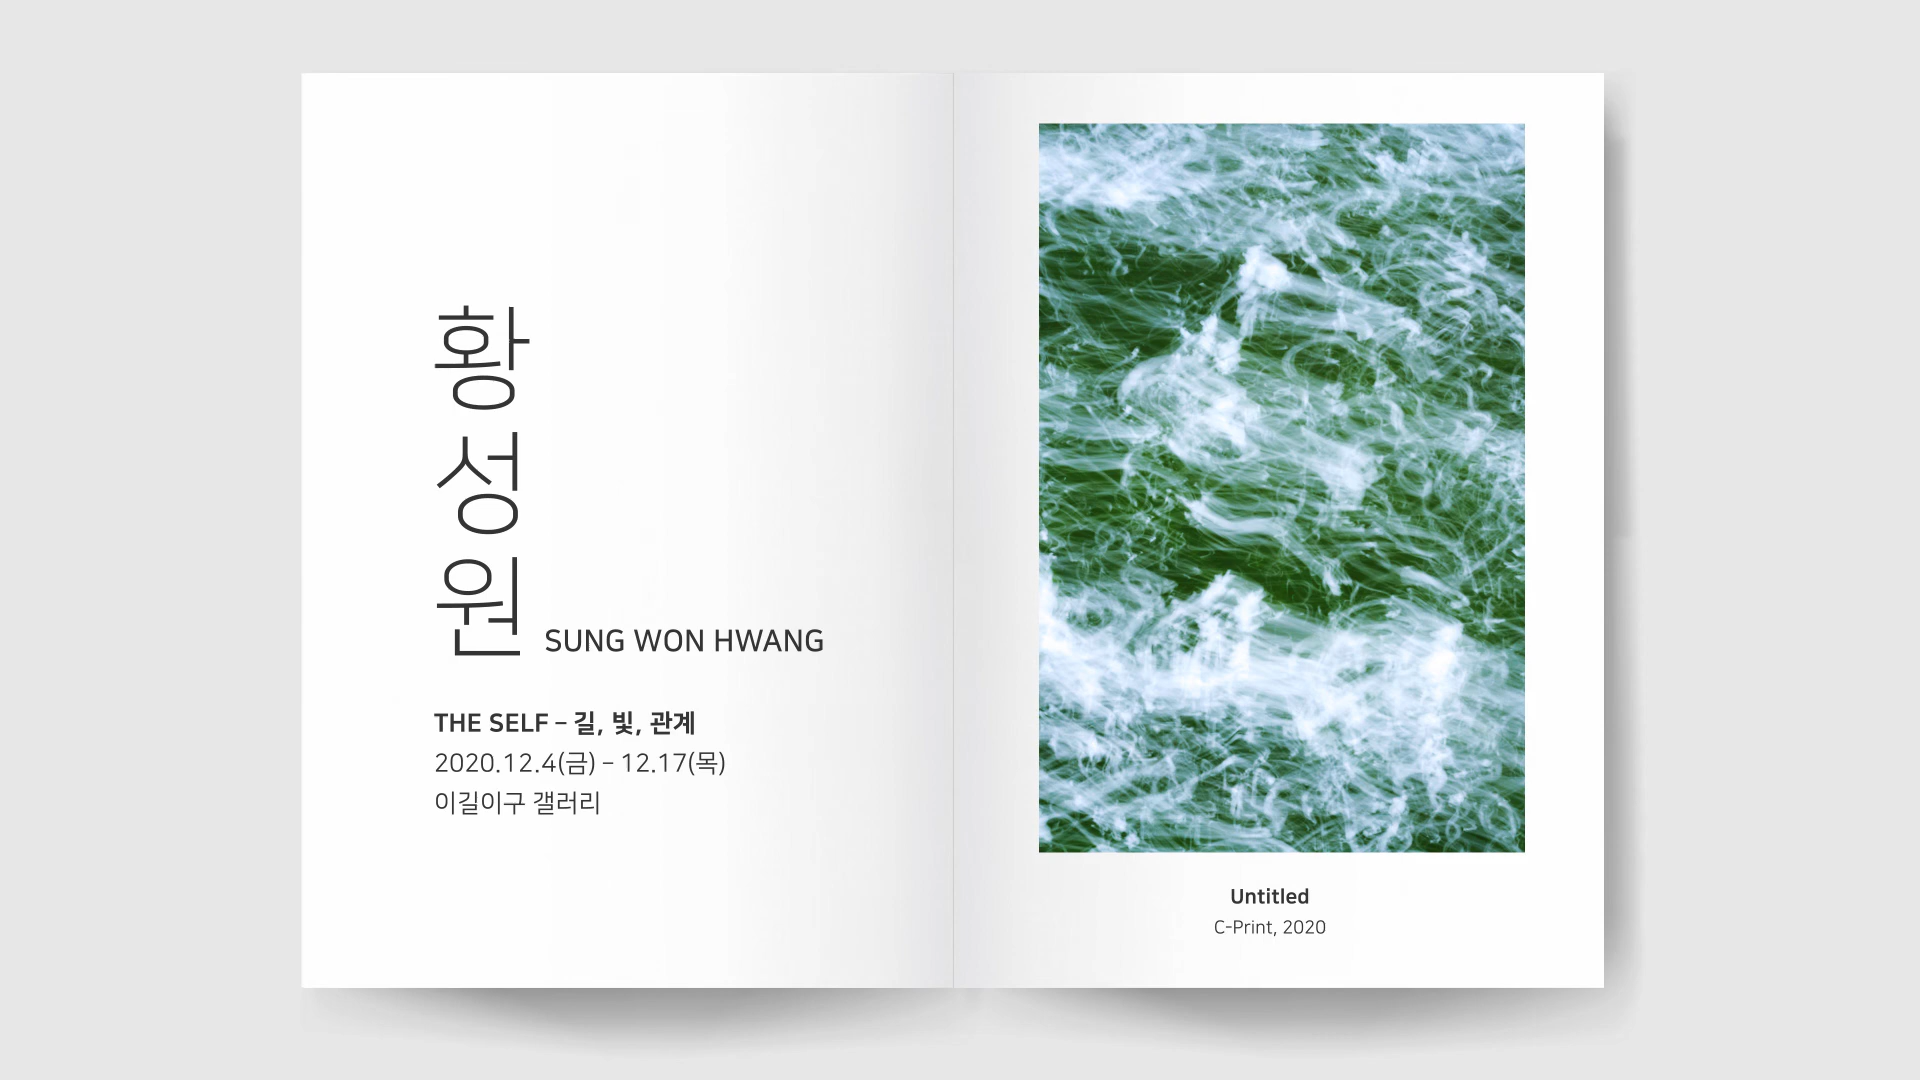 황
성
원 SUNG WON HWANG
THE SELF – 길, 빛, 관계
2020.12.4(금) – 12.17(목)
이길이구 갤러리
Untitled
C-Print, 2020